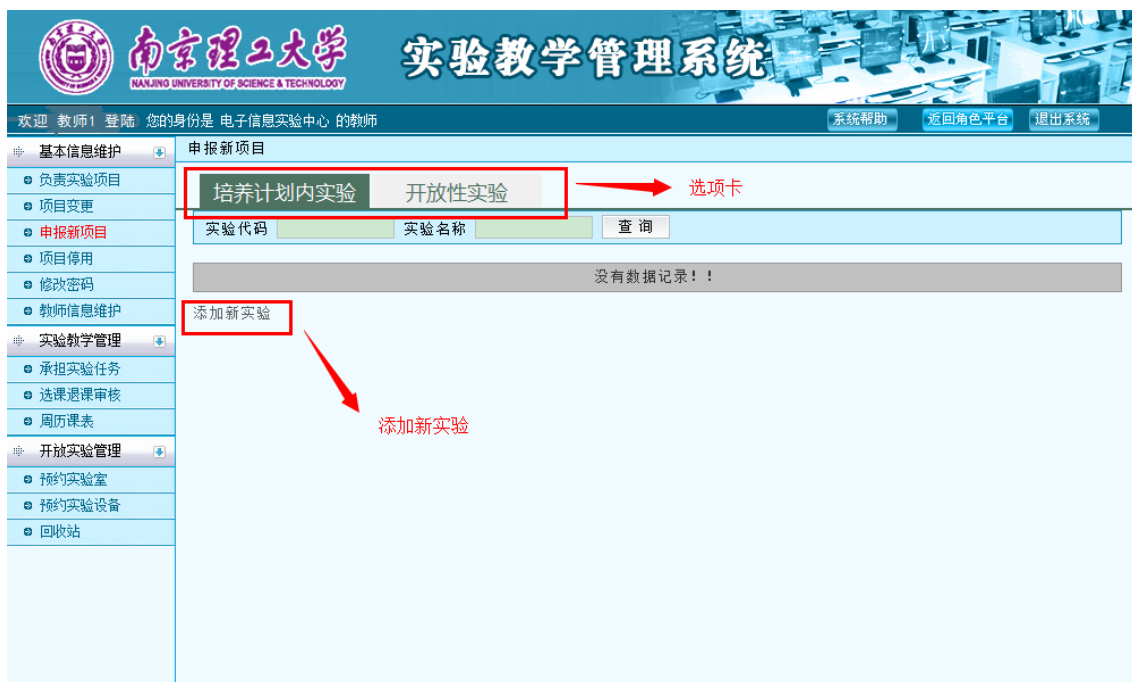 南京理工大学
NANJING UNIVERSITY OF SCIENCE & TECHNOLOGY
实验教学管理系统
欢迎 教师1 登陆 您的身份是 电子信息实验中心 的教师
系统帮助 返回角色平台 退出系统
基本信息维护
负责实验项目
项目变更
申报新项目
项目停用
修改密码
教师信息维护
实验教学管理
承担实验任务
选课退课审核
周历课表
开放实验管理
预约实验室
预约实验设备
回收站
申报新项目
培养计划内实验 开放性实验
选项卡
实验代码 实验名称 查 询
没有数据记录！！
添加新实验
添加新实验